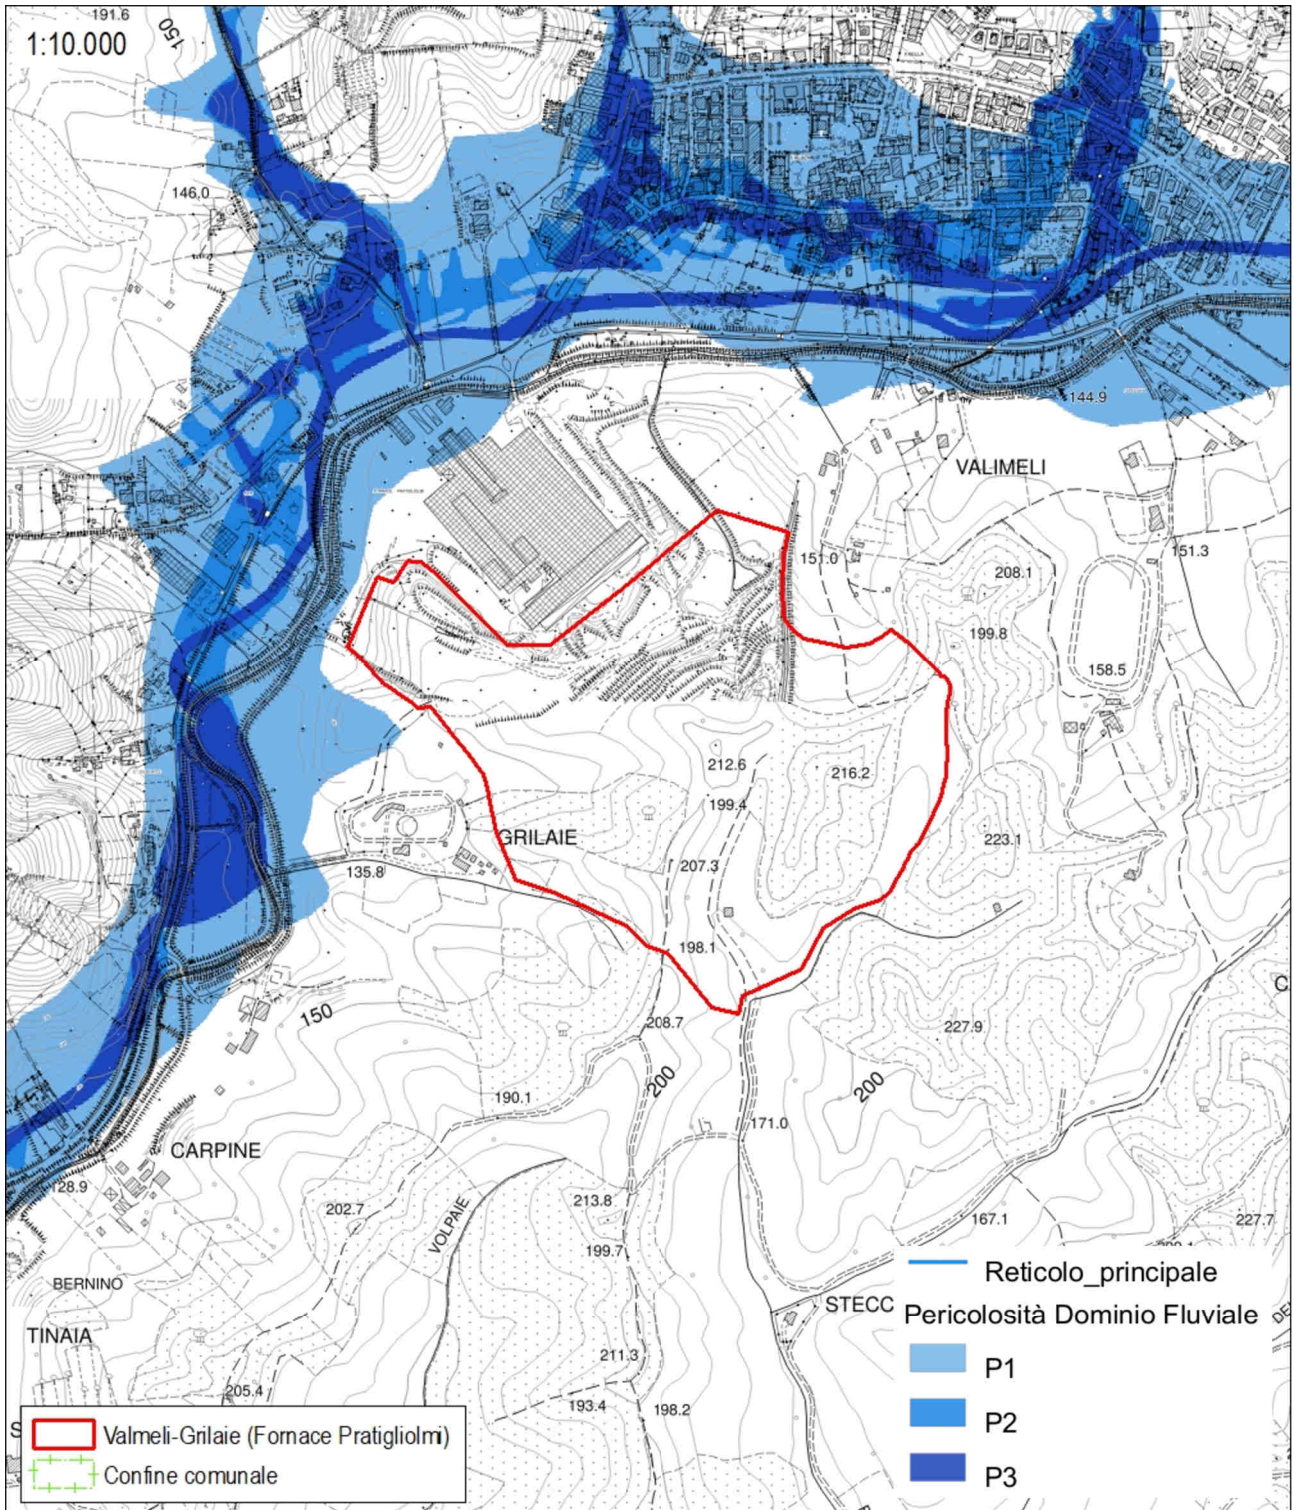 191.6
150
1:10.000
146.0
144.9
VALIMELI
151.0
151.3
208.1
199.8
158.5
212.6
216.2
199.4
GRILAIE
223.1
207.3
135.8
198.1
C
150
208.7
227.9
200
200
190.1
171.0
CARPINE
128.9
202.7
213.8
VOLPAIE
167.1
227.7
199.7
BERNINO
STECC
TINAIA
211.3
205.4
193.4
198.2
S
DE
Reticolo_principale
Pericolosità Dominio Fluviale
P1
P2
P3
Valmeli-Grilaie (Fornace Pratigliolmi)
Confine comunale